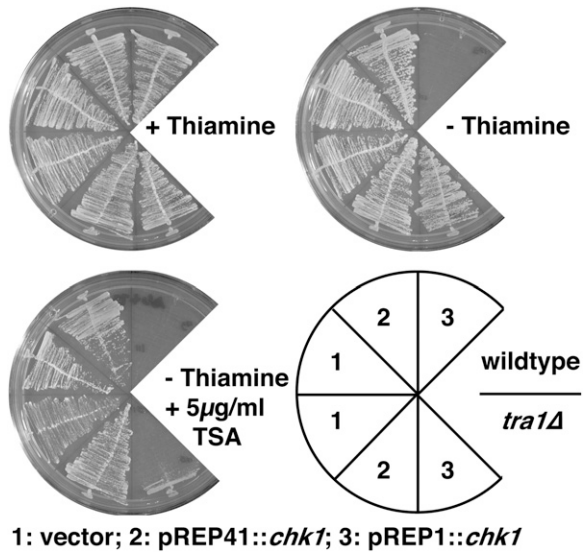 + Thiamine
- Thiamine
- Thiamine
+ 5µg/ml
TSA
2 3
1 wildtype
1 tra1Δ
2 3
1: vector; 2: pREP41::chk1; 3: pREP1::chk1